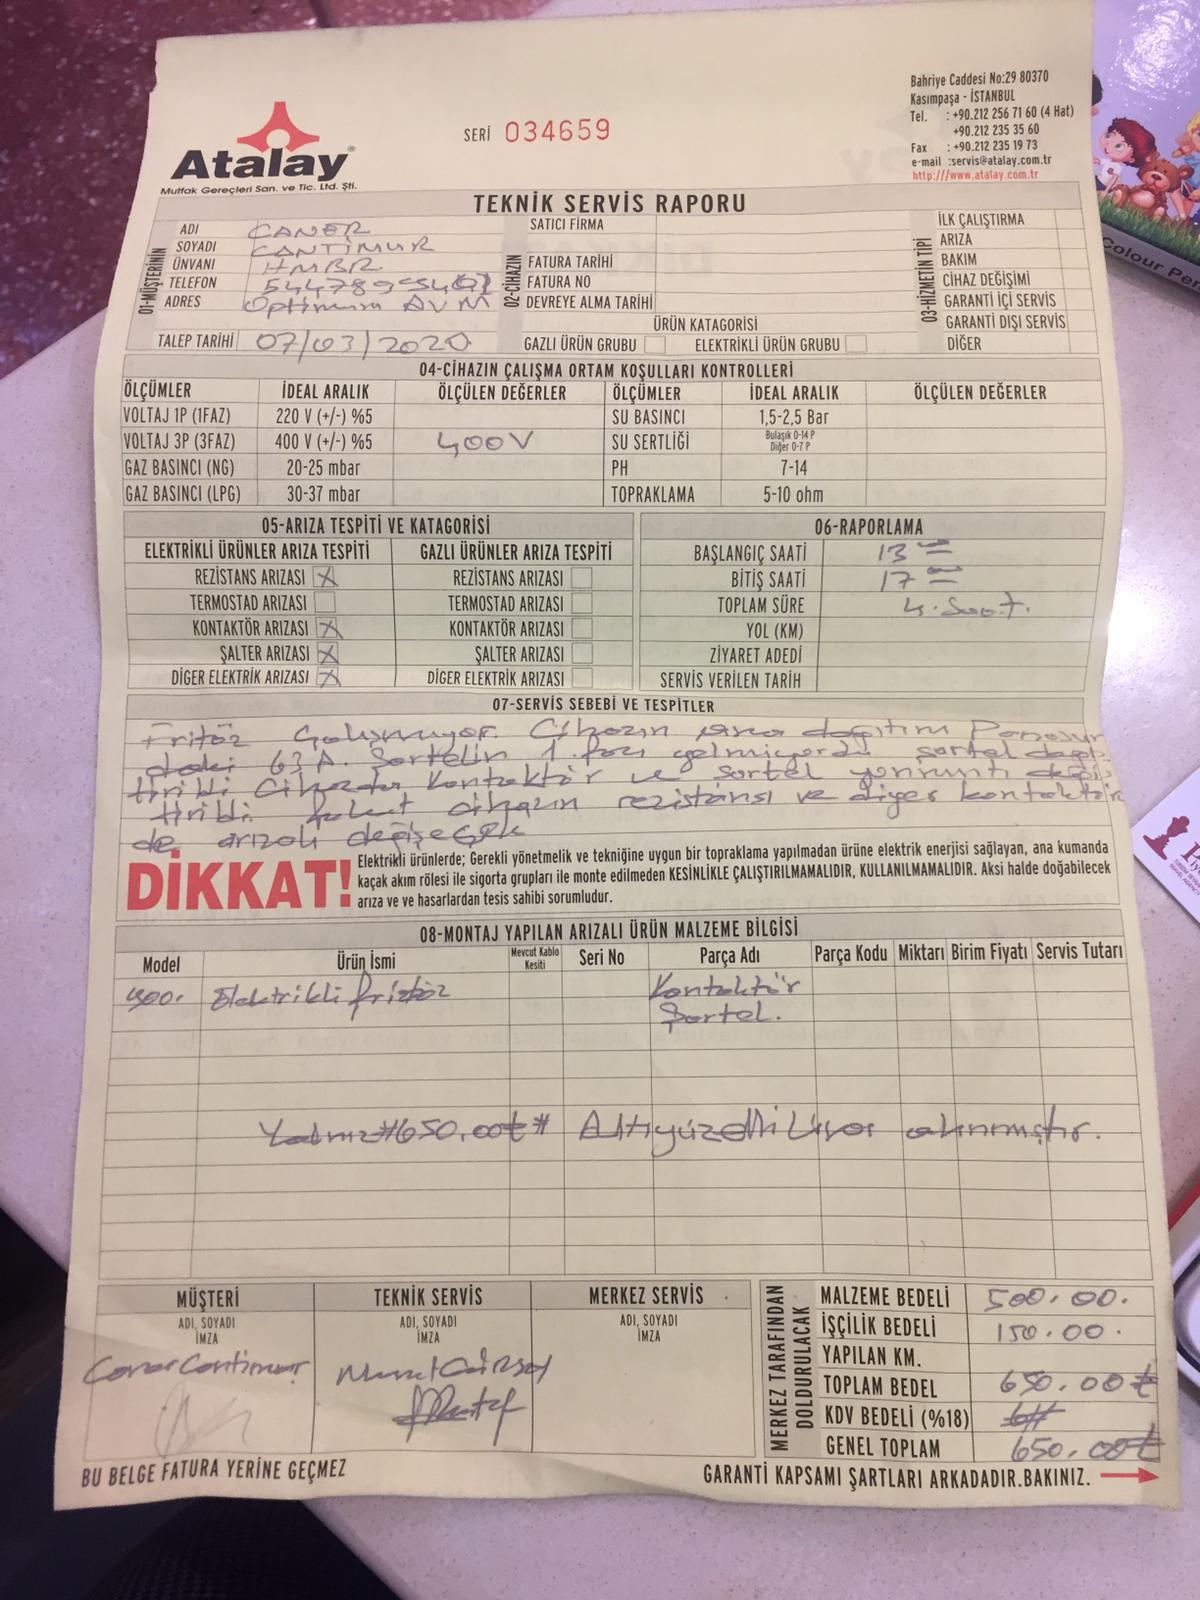 Atalay®
Mutfak Gereçleri San. ve Tic. Ltd. Şti.
SERİ 034659
Bahriye Caddesi No:29 80370
Kasımpaşa - İSTANBUL
Tel. : +90.212 256 71 60 (4 Hat)
+90.212 235 35 60
Fax : +90.212 235 19 73
e-mail :servis@atalay.com.tr
http:///www.atalay.com.tr
TEKNİK SERVİS RAPORU
01-MÜŞTERİNİN
ADI CANER
SOYADI CANTİMUR
ÜNVANI HMBR
TELEFON
ADRES Optimum AVM
TALEP TARİHİ 07/03/2020
02-CİHAZIN
SATICI FİRMA
FATURA TARİHİ
FATURA NO
DEVREYE ALMA TARİHİ
ÜRÜN KATAGORİSİ
GAZLI ÜRÜN GRUBU ELEKTRİKLİ ÜRÜN GRUBU
03-HİZMETİN TİPİ
İLK ÇALIŞTIRMA
ARIZA
BAKIM
CİHAZ DEĞİŞİMİ
GARANTİ İÇİ SERVİS
GARANTİ DIŞI SERVİS
DİĞER
04-CİHAZIN ÇALIŞMA ORTAM KOŞULLARI KONTROLLERİ
ÖLÇÜMLER İDEAL ARALIK ÖLÇÜLEN DEĞERLER ÖLÇÜMLER İDEAL ARALIK ÖLÇÜLEN DEĞERLER
VOLTAJ 1P (1FAZ) 220 V (+/-) %5 SU BASINCI 1,5-2,5 Bar
VOLTAJ 3P (3FAZ) 400 V (+/-) %5 400V SU SERTLİĞİ Bulaşık 0-14 P
Diğer 0-7 P
GAZ BASINCI (NG) 20-25 mbar PH 7-14
GAZ BASINCI (LPG) 30-37 mbar TOPRAKLAMA 5-10 ohm
05-ARIZA TESPİTİ VE KATAGORİSİ
ELEKTRİKLİ ÜRÜNLER ARIZA TESPİTİ GAZLI ÜRÜNLER ARIZA TESPİTİ
REZİSTANS ARIZASI X REZİSTANS ARIZASI
TERMOSTAD ARIZASI TERMOSTAD ARIZASI
KONTAKTÖR ARIZASI X KONTAKTÖR ARIZASI
ŞALTER ARIZASI X ŞALTER ARIZASI
DİGER ELEKTRİK ARIZASI X DİGER ELEKTRİK ARIZASI
06-RAPORLAMA
BAŞLANGIÇ SAATİ 13
BİTİŞ SAATİ 17
TOPLAM SÜRE 4. Saat.
YOL (KM)
ZİYARET ADEDİ
SERVİS VERİLEN TARİH
07-SERVİS SEBEBİ VE TESPİTLER
Fritöz Çalışmıyor. Cihazın ana dağıtım Panosun
daki 63A. Şartelin 1. fazı gelmiyordu şartel değiş
tirildi Cihazda Kontaktör ve şartel yonruntı değiş
tirildi. fakat cihazın rezistansı ve diger kontaktör
de arızalı değişeçek
DİKKAT!
Elektrikli ürünlerde; Gerekli yönetmelik ve tekniğine uygun bir topraklama yapılmadan ürüne elektrik enerjisi sağlayan, ana kumanda
kaçak akım rölesi ile sigorta grupları ile monte edilmeden KESİNLİKLE ÇALIŞTIRILMAMALIDIR, KULLANILMAMALIDIR. Aksi halde doğabilecek
arıza ve ve hasarlardan tesis sahibi sorumludur.
08-MONTAJ YAPILAN ARIZALI ÜRÜN MALZEME BİLGİSİ
Model Ürün İsmi Mevcut Kablo Kesiti Seri No Parça Adı Parça Kodu Miktarı Birim Fiyatı Servis Tutarı
900. Elektrikli fritöz Kontaktör
Şartel.
Yalnız #650.00₺# Altıyüzelli Lira alınmıştır.
MÜŞTERİ TEKNİK SERVİS MERKEZ SERVİS
ADI, SOYADI ADI, SOYADI ADI, SOYADI
İMZA İMZA İMZA
Caner Cantimur
MERKEZ TARAFINDAN DOLDURULACAK
MALZEME BEDELİ 500.00.
İŞÇİLİK BEDELİ 150.00.
YAPILAN KM.
TOPLAM BEDEL 650.00₺
KDV BEDELİ (%18)
GENEL TOPLAM 650.00₺
BU BELGE FATURA YERİNE GEÇMEZ
GARANTİ KAPSAMI ŞARTLARI ARKADADIR.BAKINIZ.
Colour Pen